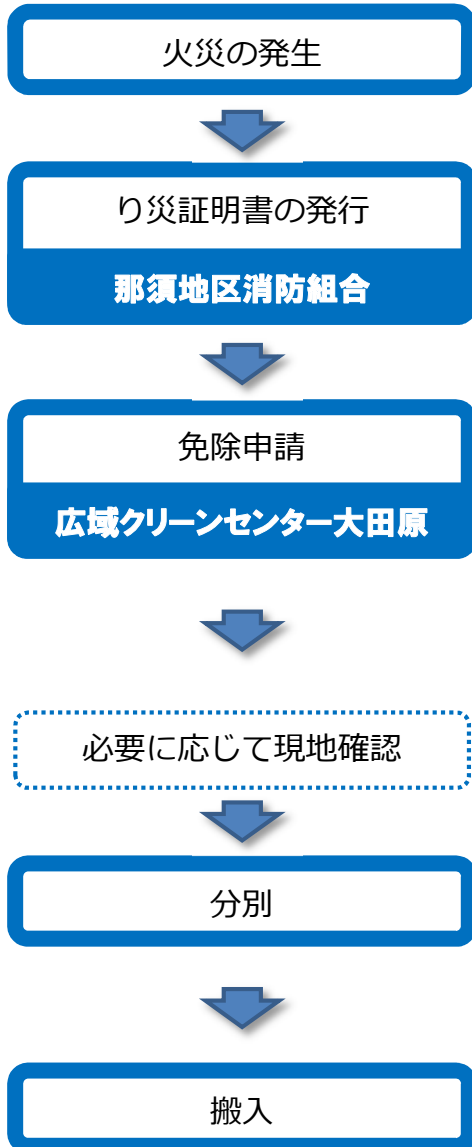 火災の発生
り災証明書の発行
那須地区消防組合
免除申請
広域クリーンセンター大田原
必要に応じて現地確認
分別
搬入